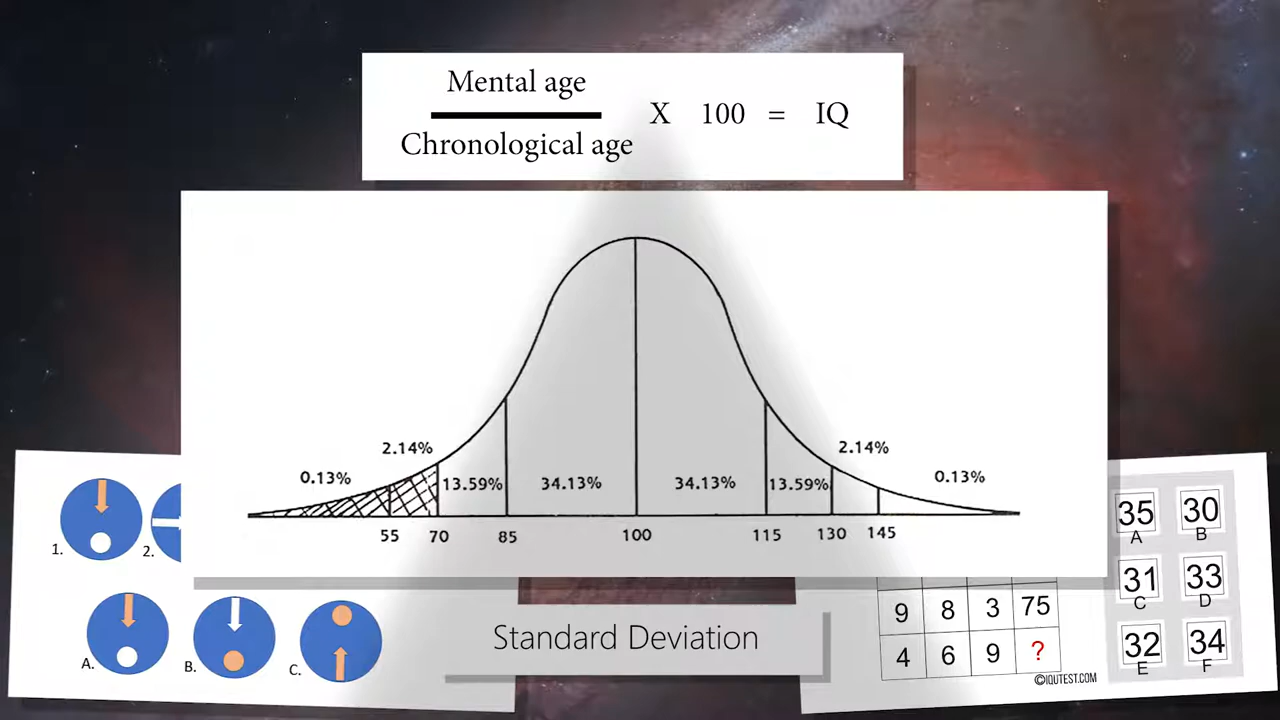 Mental age
X 100 = IQ
Chronological age
2.14% 2.14%
0.13% 0.13%
13.59% 34.13% 34.13% 13.59%
55 70 85 100 115 130 145
1. 2.
A. B. C.
Standard Deviation
9 8 3 75
4 6 9 ?
©IQUTEST.COM
35 30
A B
31 33
C D
32 34
E F